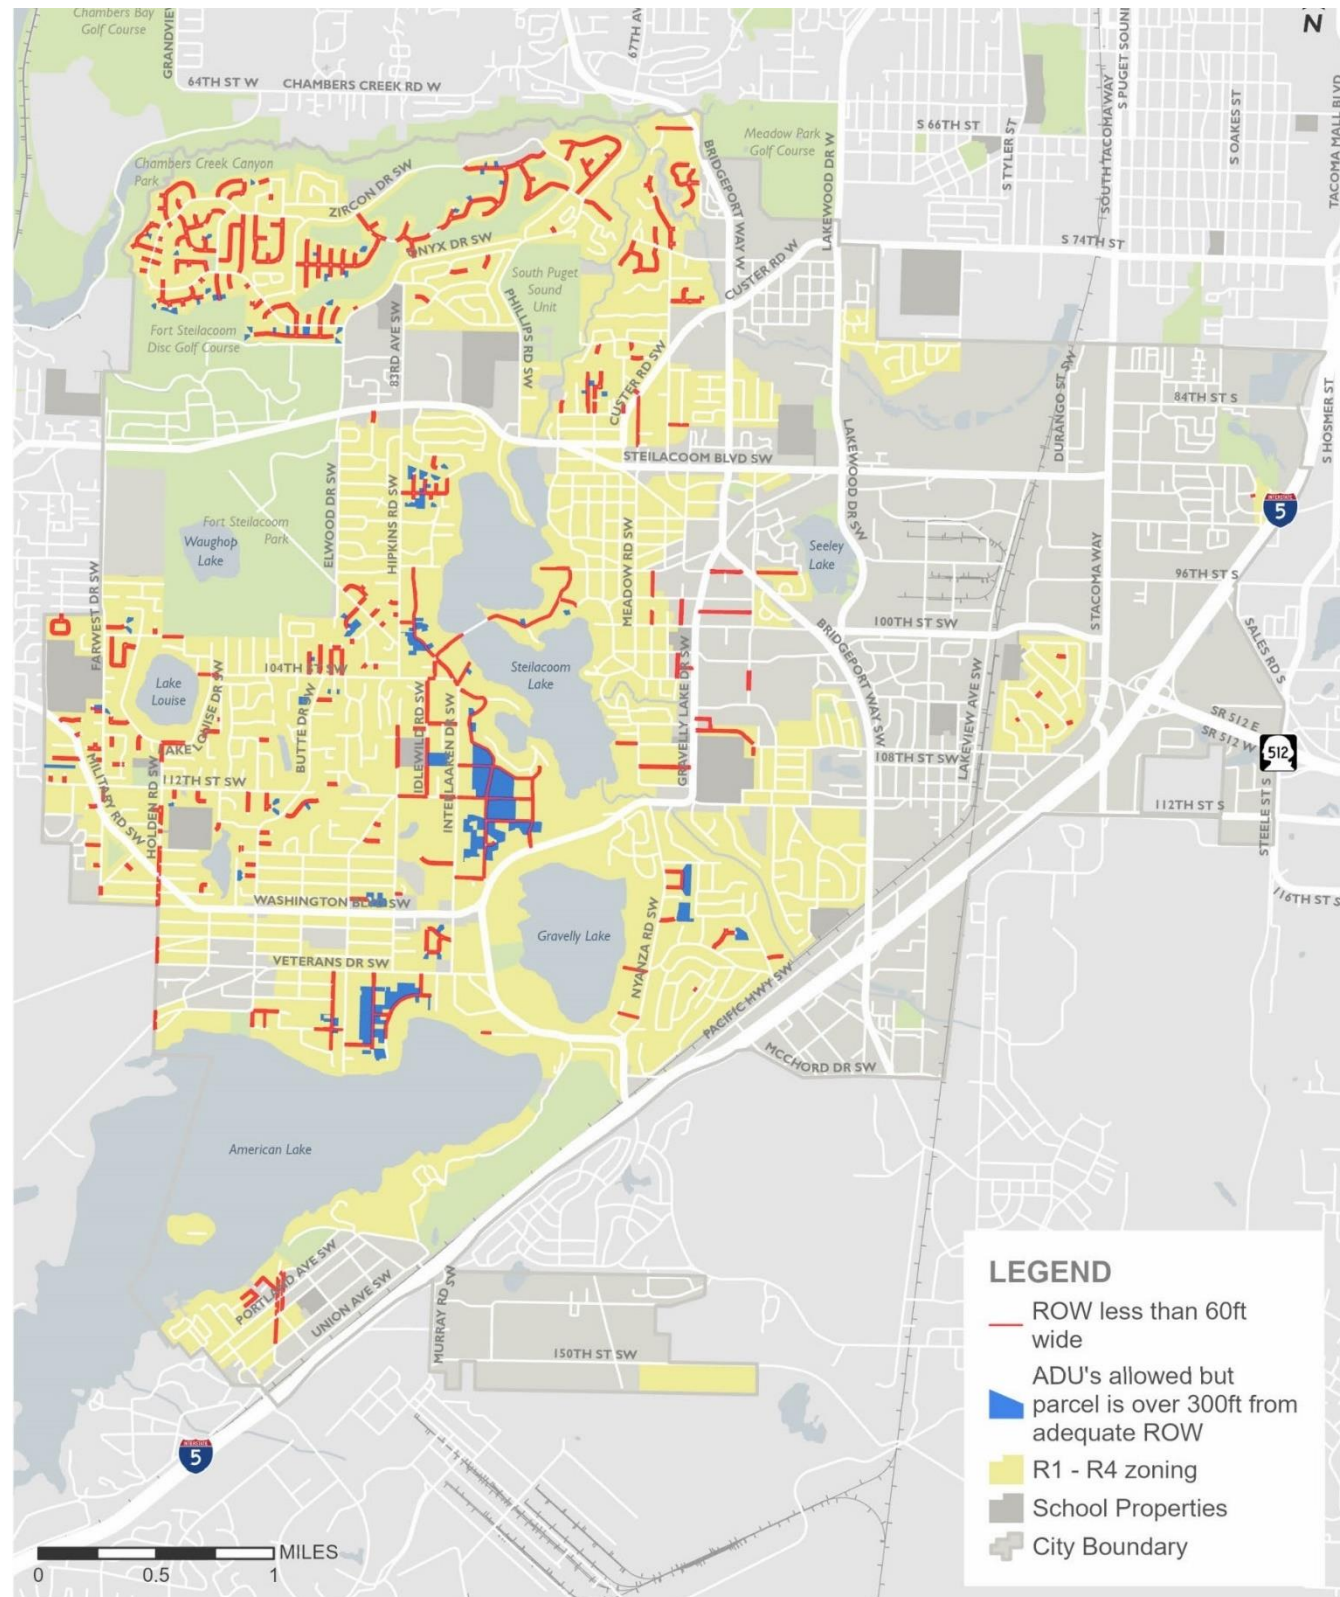 Chambers Bay
Golf Course
GRANDVIEW
67TH AV
N
64TH ST W
CHAMBERS CREEK RD W
S PUGET SOUN
SOUTH TACOMA WAY
S OAKES ST
TACOMA MALL BLVD
S 66TH ST
S TYLER ST
Meadow Park
Golf Course
BRIDGEPORT WAY W
LAKEWOOD DR W
Chambers Creek Canyon
Park
ZIRCON DR SW
ONYX DR SW
S 74TH ST
CUSTER RD W
South Puget
Sound
Unit
PHILLIPS RD SW
Fort Steilacoom
Disc Golf Course
83RD AVE SW
CUSTER RD SW
DURANGO ST SW
84TH ST S
S HOSMER ST
STEILACOOM BLVD SW
LAKEWOOD DR SW
ELWOOD DR SW
HIPKINS RD SW
Fort Steilacoom
Park
Waughop
Lake
INTERSTATE
5
Seeley
Lake
FARWEST DR SW
MEADOW RD SW
96TH ST S
S TACOMA WAY
100TH ST SW
BRIDGEPORT WAY SW
SALES RD S
104TH ST SW
Steilacoom
Lake
Lake
Louise
LAKE LOUISE DR SW
BUTTE DR SW
IDLEWILD RD SW
INTERLAAKEN DR SW
GRAVELLY LAKE DR SW
LAKEVIEW AVE SW
SR 512 E
SR 512 W
512
MILITARY RD SW
HOLDEN RD SW
112TH ST SW
108TH ST SW
112TH ST S
STEELE ST S
116TH ST S
WASHINGTON BLVD SW
Gravelly Lake
NYANZA RD SW
VETERANS DR SW
PACIFIC HWY SW
MCCHORD DR SW
American Lake
PORTLAND AVE SW
UNION AVE SW
MURRAY RD SW
150TH ST SW
INTERSTATE
5
LEGEND
ROW less than 60ft
wide
ADU's allowed but
parcel is over 300ft from
adequate ROW
R1 - R4 zoning
School Properties
City Boundary
MILES
0 0.5 1